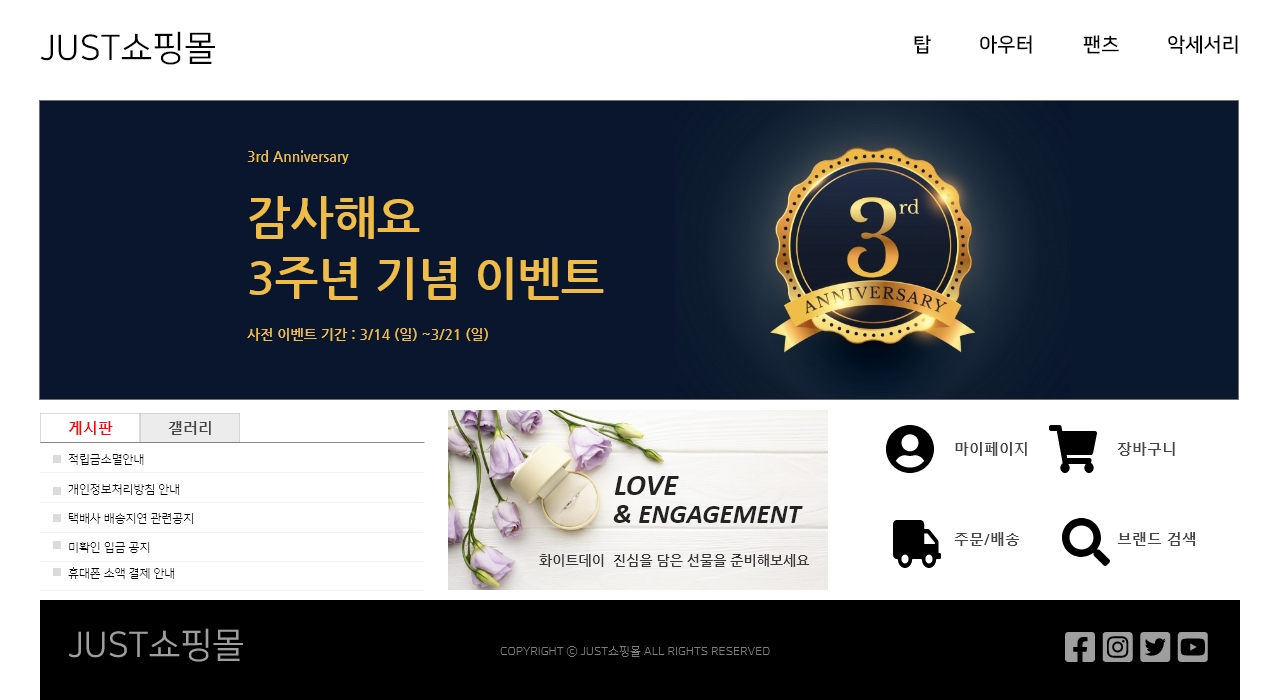 JUST쇼핑몰
탑 아우터 팬츠 악세서리
3rd Anniversary
감사해요
3주년 기념 이벤트
사전 이벤트 기간 : 3/14 (일) ~3/21 (일)
3rd
ANNIVERSARY
게시판 갤러리
적립금소멸안내
개인정보처리방침 안내
택배사 배송지연 관련공지
미확인 입금 공지
휴대폰 소액 결제 안내
LOVE
& ENGAGEMENT
화이트데이 진심을 담은 선물을 준비해보세요
마이페이지 장바구니
주문/배송 브랜드 검색
JUST쇼핑몰
COPYRIGHT ⓒ JUST쇼핑몰 ALL RIGHTS RESERVED